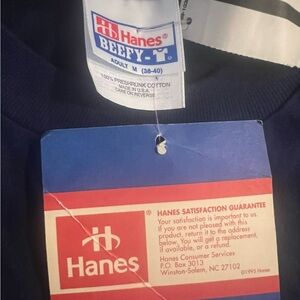 Hanes®
BEEFY-T®
ADULT M (38-40)
100% PRESHRUNK COTTON
MADE IN U.S.A.
CARE ON REVERSE
Hanes
®
HANES SATISFACTION GUARANTEE
Your satisfaction is important to us.
If you are not pleased with this
product, return it to the address
below. You will get a replacement,
if available, or a refund.
Hanes Consumer Services
P.O. Box 3013
Winston-Salem, NC 27102
©1995 Hanes